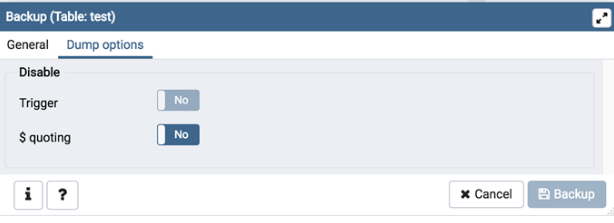 Backup (Table: test)
General Dump options
Disable
Trigger No
$ quoting No
i ? Cancel Backup